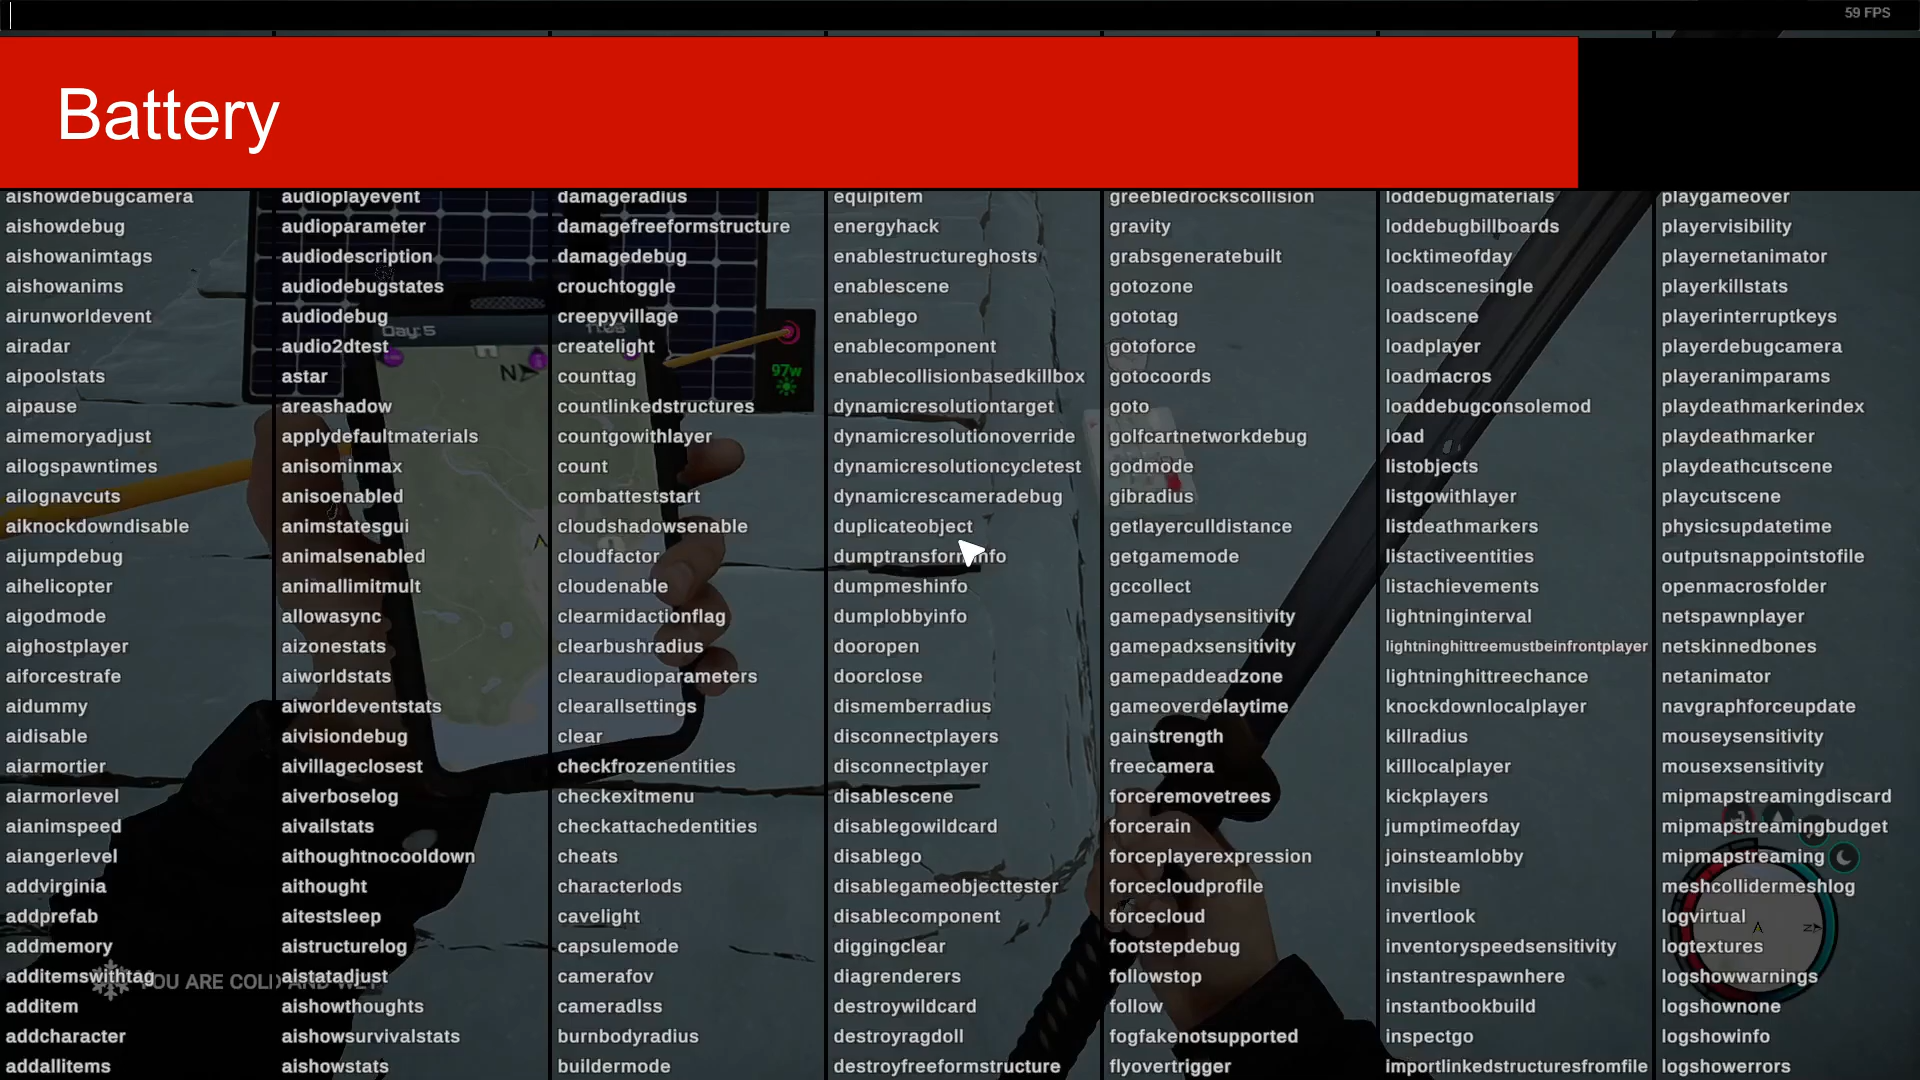 59 FPS
Battery
aishowdebugcamera
aishowdebug
aishowanimtags
aishowanims
airunworldevent
airadar
aipoolstats
aipause
aimemoryadjust
ailogspawntimes
ailognavcuts
aiknockdowndisable
aijumpdebug
aihelicopter
aigodmode
aighostplayer
aiforcestrafe
aidummy
aidisable
aiarmortier
aiarmorlevel
aianimspeed
aiangerlevel
addvirginia
addprefab
addmemory
additemswithtag
additem
addcharacter
addallitems
audioplayevent
audioparameter
audiodescription
audiodebugstates
audiodebug
audio2dtest
astar
areashadow
applydefaultmaterials
anisominmax
anisoenabled
animstatesgui
animalsenabled
animallimitmult
allowasync
aizonestats
aiworldstats
aiworldeventstats
aivisiondebug
aivillageclosest
aiverboselog
aivailstats
aithoughtnocooldown
aithought
aitestsleep
aistructurelog
aistatadjust
aishowthoughts
aishowsurvivalstats
aishowstats
damageradius
damagefreeformstructure
damagedebug
crouchtoggle
creepyvillage
createlight
counttag
countlinkedstructures
countgowithlayer
count
combatteststart
cloudshadowsenable
cloudfactor
cloudenable
clearmidactionflag
clearbushradius
clearaudioparameters
clearallsettings
clear
checkfrozenentities
checkexitmenu
checkattachedentities
cheats
characterlods
cavelight
capsulemode
camerafov
cameradlss
burnbodyradius
buildermode
equipitem
energyhack
enablestructureghosts
enablescene
enablego
enablecomponent
enablecollisionbasedkillbox
dynamicresolutiontarget
dynamicresolutionoverride
dynamicresolutioncycletest
dynamicrescameradebug
duplicateobject
dumptransforminfo
dumpmeshinfo
dumplobbyinfo
dooropen
doorclose
dismemberradius
disconnectplayers
disconnectplayer
disablescene
disablegowildcard
disablego
disablegameobjecttester
disablecomponent
diggingclear
diagrenderers
destroywildcard
destroyragdoll
destroyfreeformstructure
greebledrockscollision
gravity
grabsgeneratebuilt
gotozone
gototag
gotoforce
gotocoords
goto
golfcartnetworkdebug
godmode
gibradius
getlayerculldistance
getgamemode
gccollect
gamepadysensitivity
gamepadxsensitivity
gamepaddeadzone
gameoverdelaytime
gainstrength
freecamera
forceremovetrees
forcerain
forceplayerexpression
forcecloudprofile
forcecloud
footstepdebug
followstop
follow
fogfakenotsupported
flyovertrigger
loddebugmaterials
loddebugbillboards
locktimeofday
loadscenesingle
loadscene
loadplayer
loadmacros
loaddebugconsolemod
load
listobjects
listgowithlayer
listdeathmarkers
listactiveentities
listachievements
lightninginterval
lightninghittreemustbeinfrontplayer
lightninghittreechance
knockdownlocalplayer
killradius
killlocalplayer
kickplayers
jumptimeofday
joinsteamlobby
invisible
invertlook
inventoryspeedsensitivity
instantrespawnhere
instantbookbuild
inspectgo
importlinkedstructuresfromfile
playgameover
playervisibility
playernetanimator
playerkillstats
playerinterruptkeys
playerdebugcamera
playeranimparams
playdeathmarkerindex
playdeathmarker
playdeathcutscene
playcutscene
physicsupdatetime
outputsnappointstofile
openmacrosfolder
netspawnplayer
netskinnedbones
netanimator
navgraphforceupdate
mouseysensitivity
mousexsensitivity
mipmapstreamingdiscard
mipmapstreamingbudget
mipmapstreaming
meshcollidermeshlog
logvirtual
logtextures
logshowwarnings
logshownone
logshowinfo
logshowerrors
Day: 5
N
97w
YOU ARE COLD AND WET